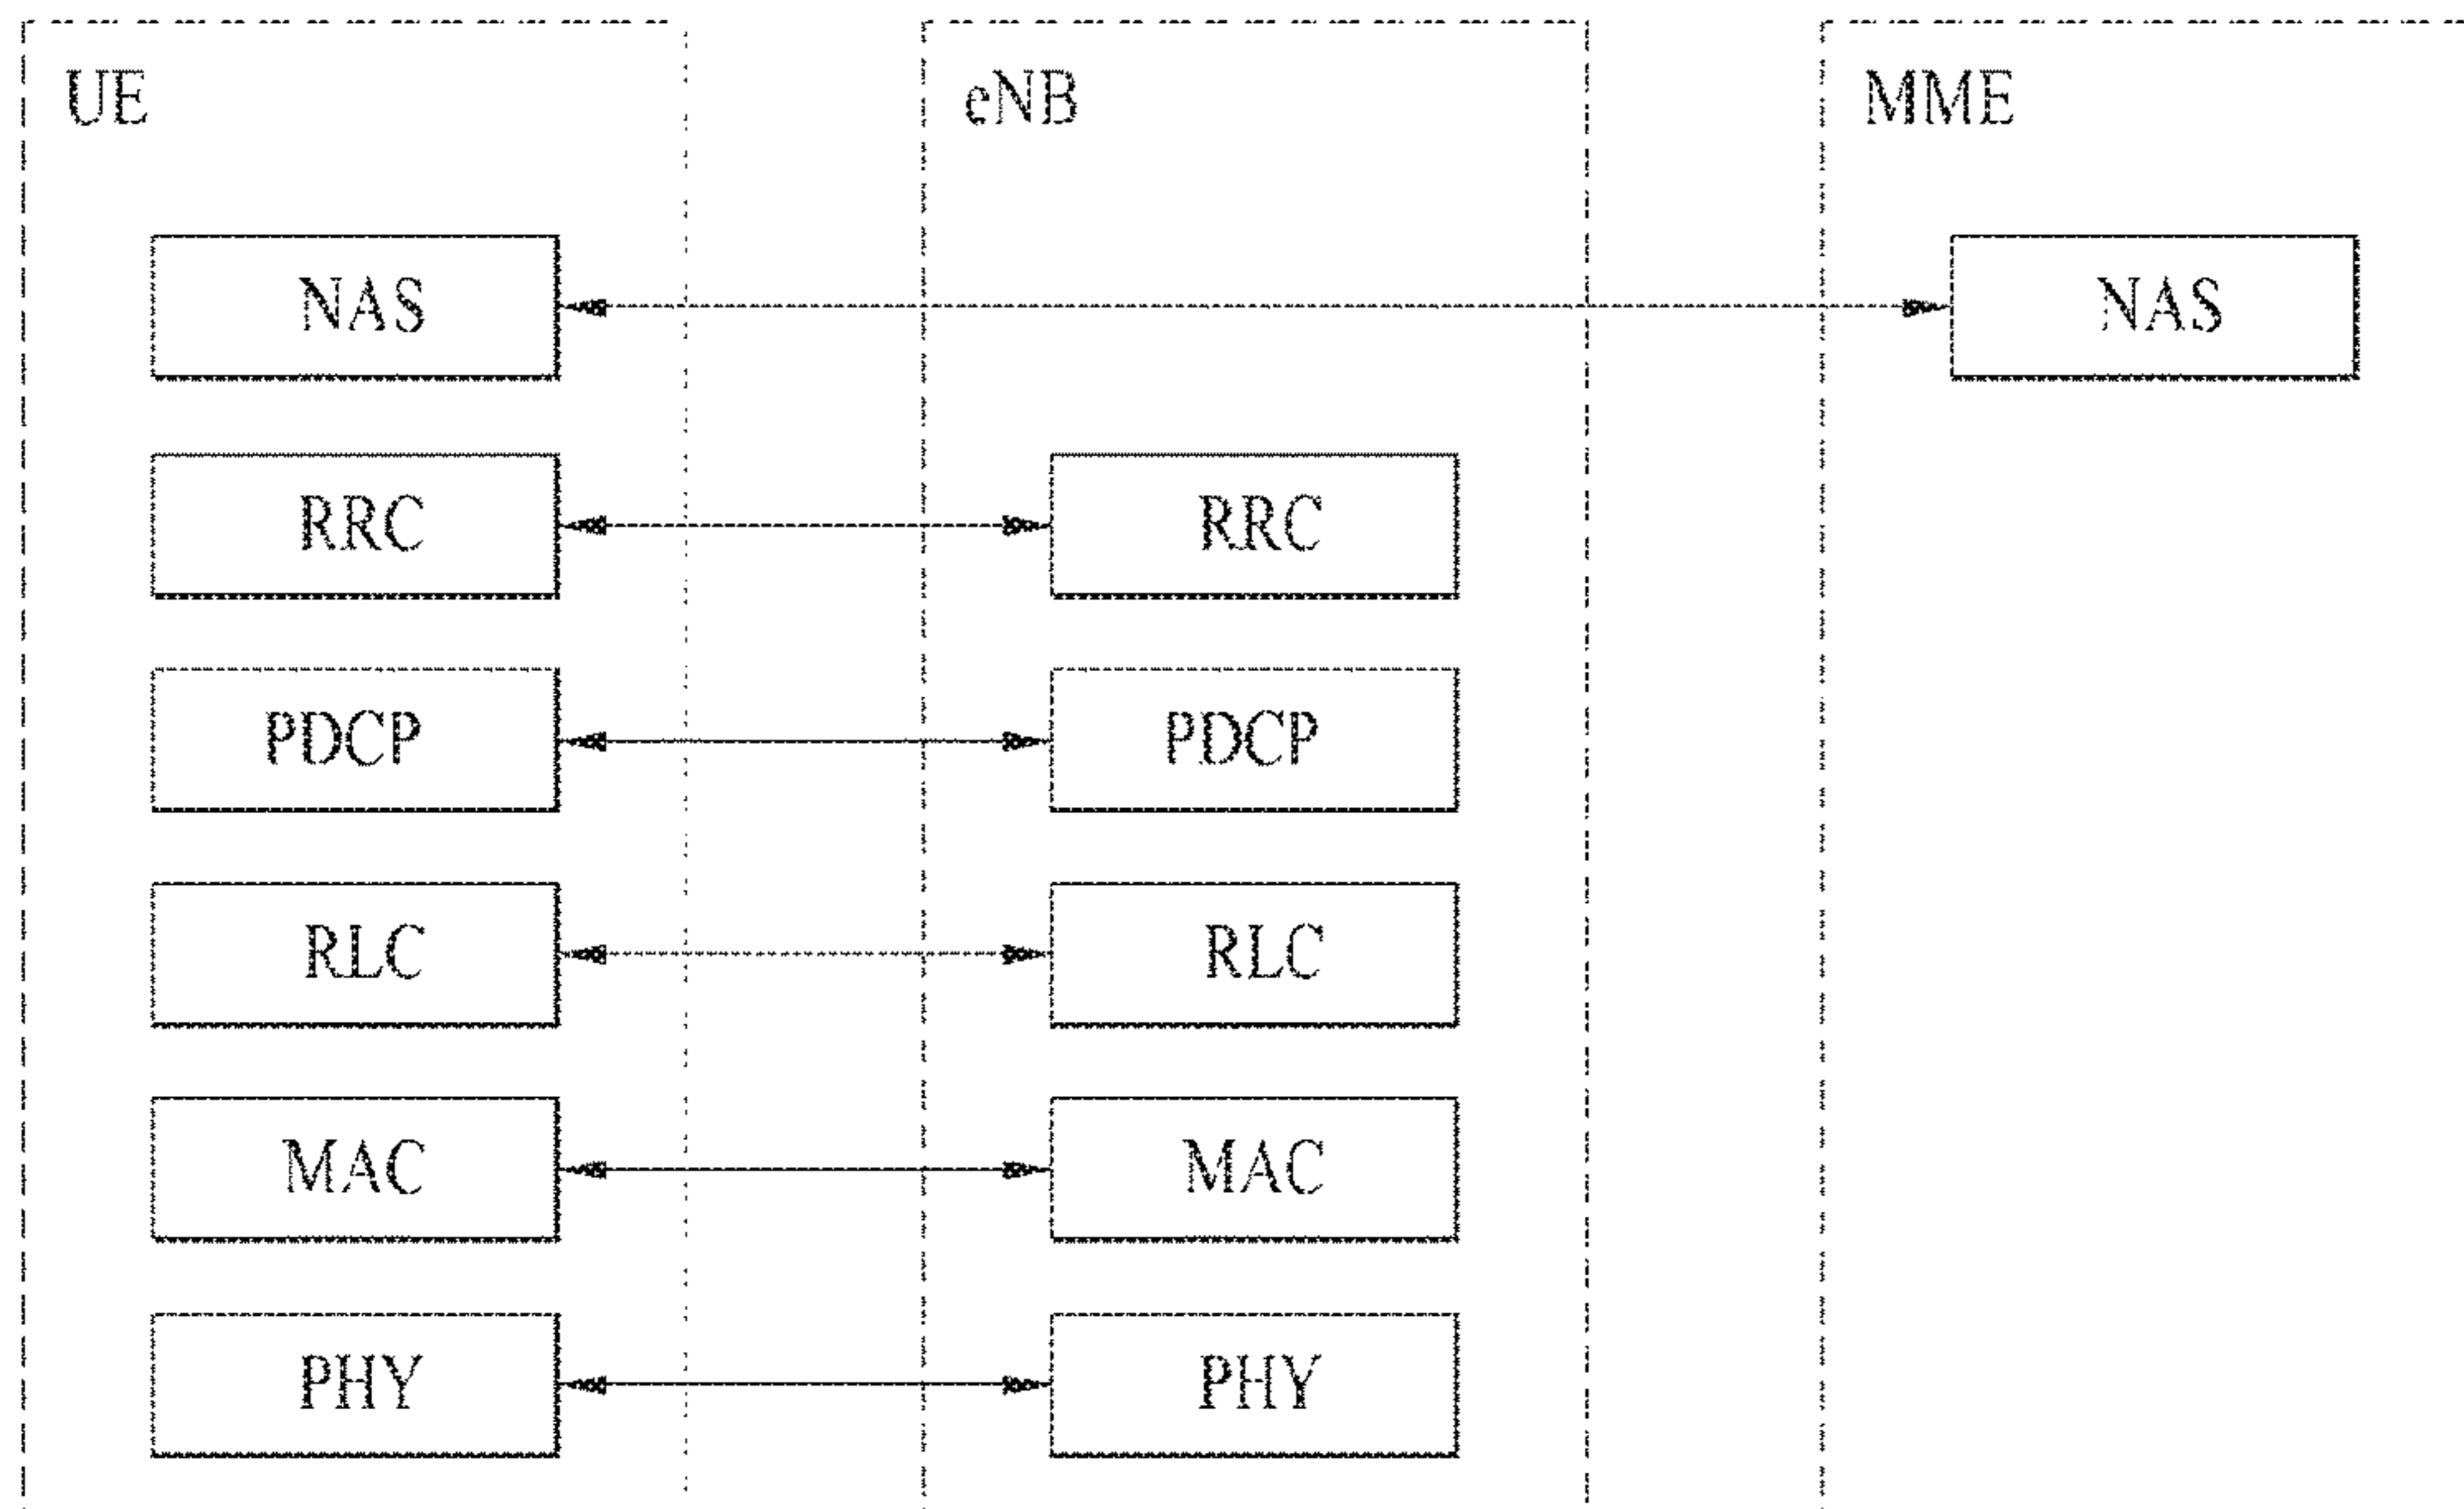 UE eNB MME
NAS NAS
RRC RRC
PDCP PDCP
RLC RLC
MAC MAC
PHY PHY